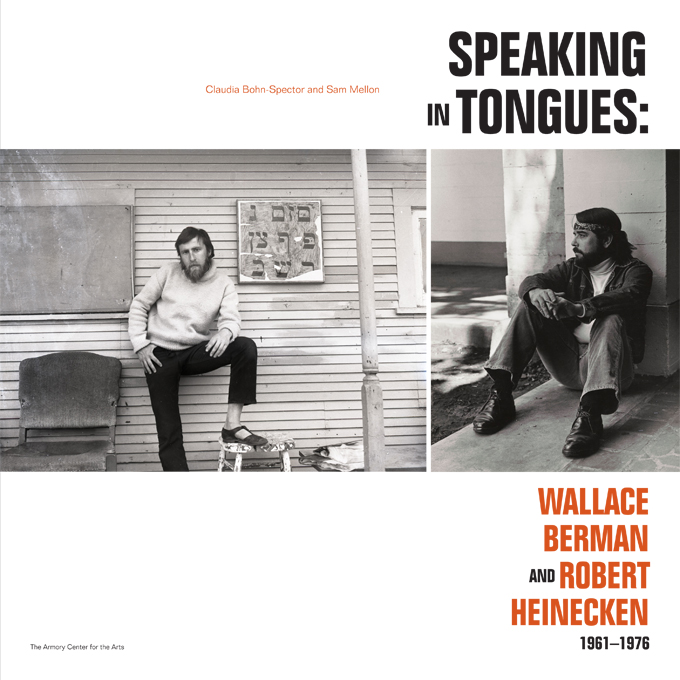 SPEAKING
IN TONGUES:
Claudia Bohn-Spector and Sam Mellon
WALLACE
BERMAN
AND ROBERT
HEINECKEN
1961–1976
The Armory Center for the Arts